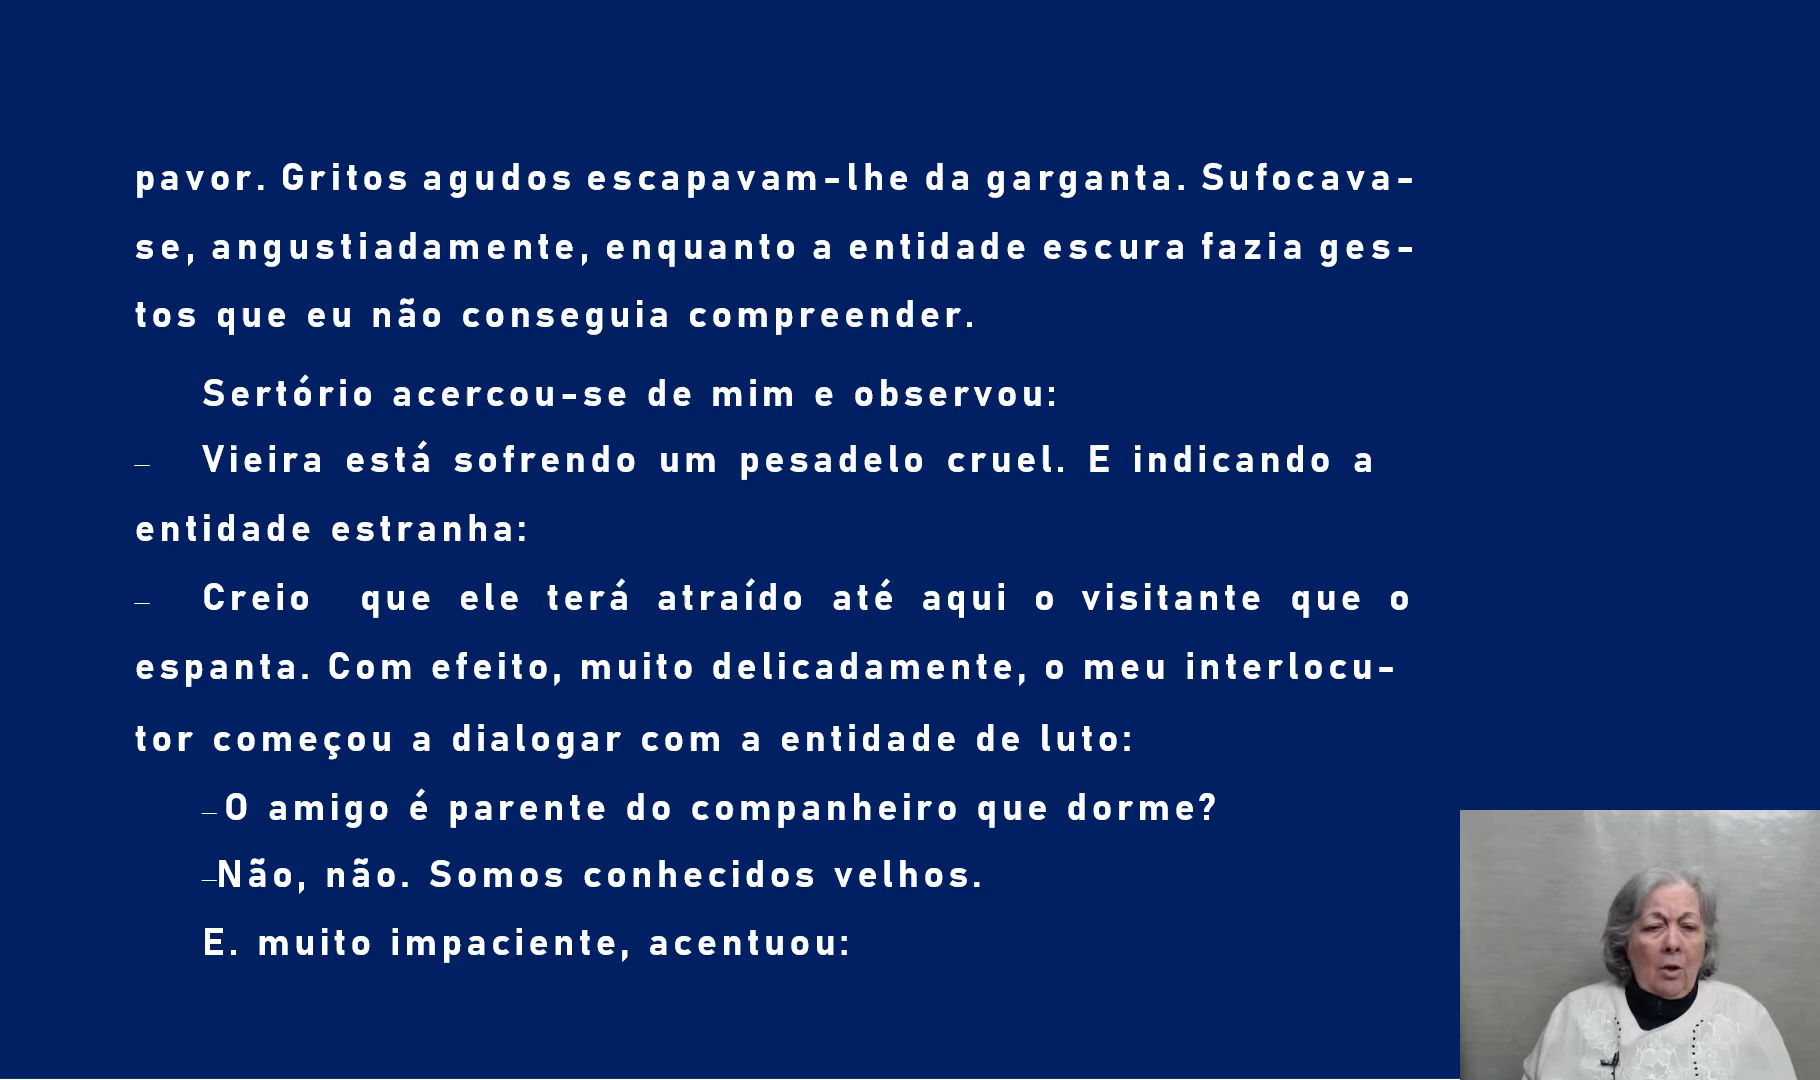 pavor. Gritos agudos escapavam-lhe da garganta. Sufocava-
se, angustiadamente, enquanto a entidade escura fazia ges-
tos que eu não conseguia compreender.
Sertório acercou-se de mim e observou:
– Vieira está sofrendo um pesadelo cruel. E indicando a
entidade estranha:
– Creio que ele terá atraído até aqui o visitante que o
espanta. Com efeito, muito delicadamente, o meu interlocu-
tor começou a dialogar com a entidade de luto:
– O amigo é parente do companheiro que dorme?
–Não, não. Somos conhecidos velhos.
E. muito impaciente, acentuou: